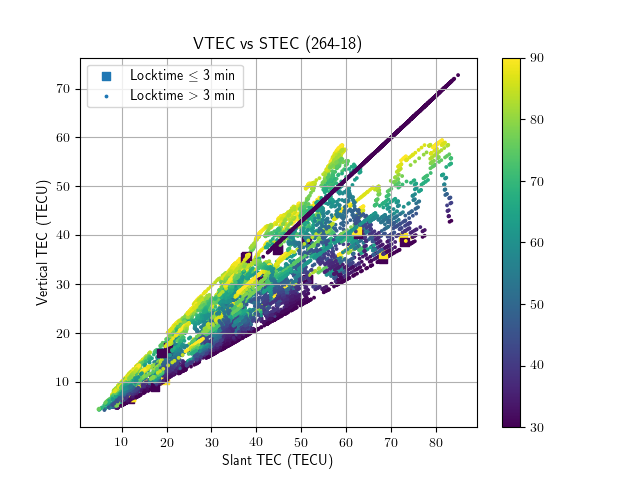 VTEC vs STEC (264-18)
Locktime ≤ 3 min
Locktime > 3 min
Vertical TEC (TECU)
70
60
50
40
30
20
10
10 20 30 40 50 60 70 80
Slant TEC (TECU)
90
80
70
60
50
40
30